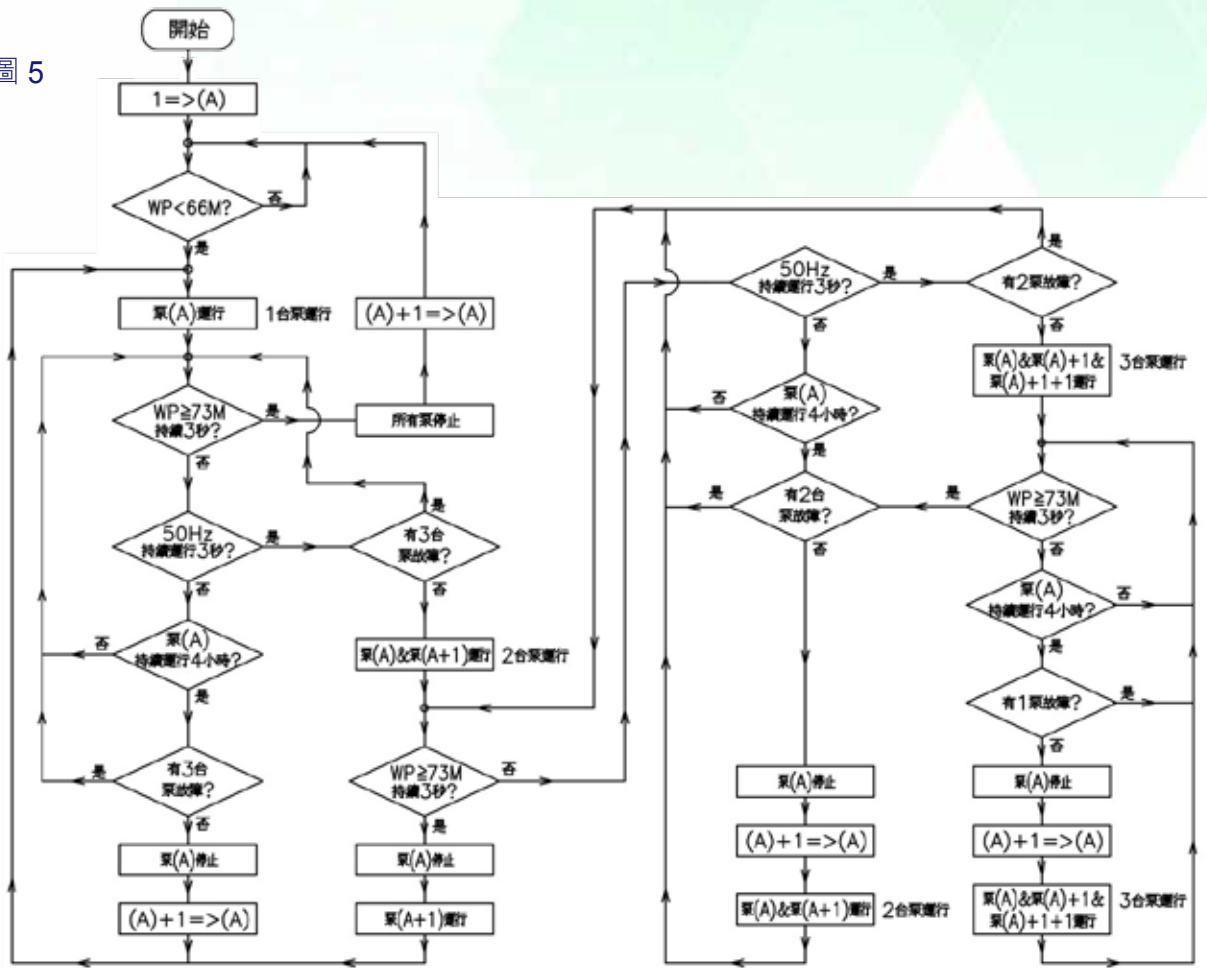 圖 5
開始
1=>(A)
WP<66M?
否
是
泵(A)運行
1台泵運行
(A)+1=>(A)
WP≧73M
持續3秒?
是
否
所有泵停止
50Hz
持續運行3秒?
是
否
有3台
泵故障?
是
否
泵(A)
持續運行4小時?
否
是
泵(A)&泵(A+1)運行
2台泵運行
有3台
泵故障?
是
否
WP≧73M
持續3秒?
否
是
泵(A)停止
(A)+1=>(A)
泵(A)停止
泵(A+1)運行
50Hz
持續運行3秒?
是
否
有2泵故障?
是
否
泵(A)&泵(A)+1&
泵(A)+1+1運行
3台泵運行
泵(A)
持續運行4小時?
否
是
有2台
泵故障?
是
否
WP≧73M
持續3秒?
是
否
泵(A)
持續運行4小時?
否
是
有1泵故障?
是
否
泵(A)停止
(A)+1=>(A)
泵(A)&泵(A+1)運行
2台泵運行
泵(A)停止
(A)+1=>(A)
泵(A)&泵(A)+1&
泵(A)+1+1運行
3台泵運行